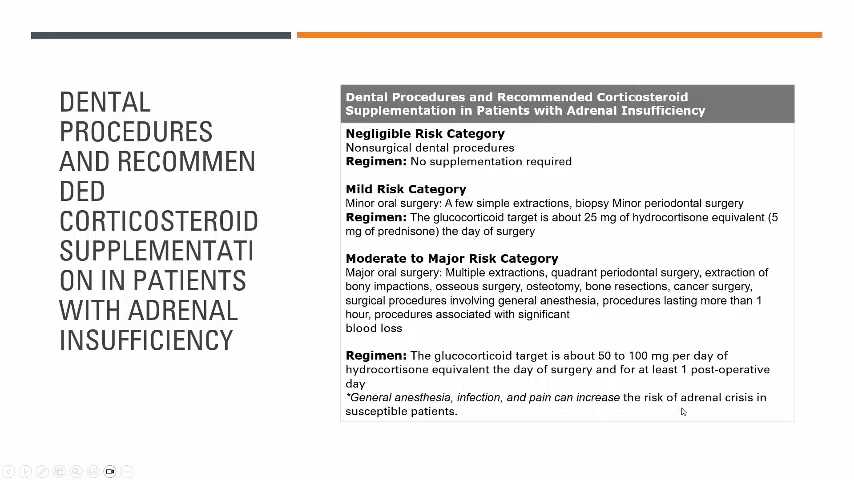 DENTAL
PROCEDURES
AND RECOMMEN
DED
CORTICOSTEROID
SUPPLEMENTATI
ON IN PATIENTS
WITH ADRENAL
INSUFFICIENCY
Dental Procedures and Recommended Corticosteroid
Supplementation in Patients with Adrenal Insufficiency
Negligible Risk Category
Nonsurgical dental procedures
Regimen: No supplementation required
Mild Risk Category
Minor oral surgery: A few simple extractions, biopsy Minor periodontal surgery
Regimen: The glucocorticoid target is about 25 mg of hydrocortisone equivalent (5
mg of prednisone) the day of surgery
Moderate to Major Risk Category
Major oral surgery: Multiple extractions, quadrant periodontal surgery, extraction of
bony impactions, osseous surgery, osteotomy, bone resections, cancer surgery,
surgical procedures involving general anesthesia, procedures lasting more than 1
hour, procedures associated with significant
blood loss
Regimen: The glucocorticoid target is about 50 to 100 mg per day of
hydrocortisone equivalent the day of surgery and for at least 1 post-operative
day
*General anesthesia, infection, and pain can increase the risk of adrenal crisis in
susceptible patients.